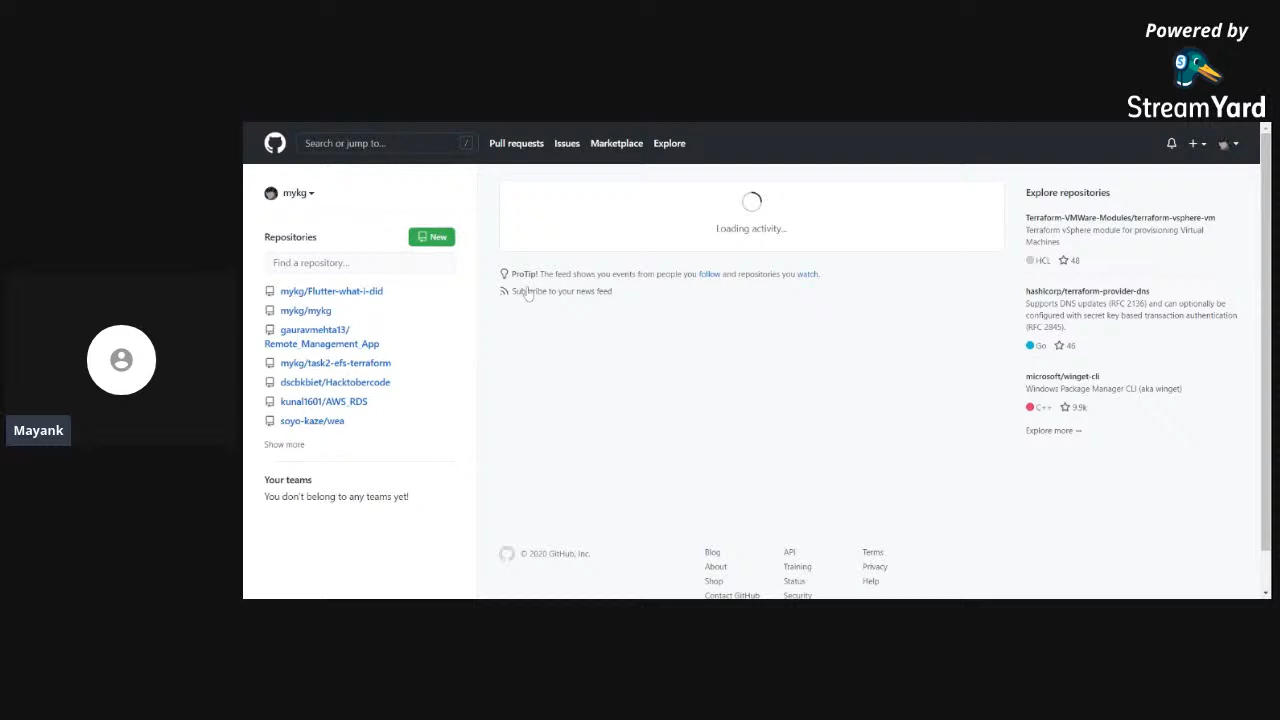 Powered by
StreamYard
Search or jump to...
/
Pull requests
Issues
Marketplace
Explore
mykg
Repositories
New
Find a repository...
mykg/Flutter-what-i-did
mykg/mykg
gauravmehta13/
Remote_Management_App
mykg/task2-efs-terraform
dscbkbiet/Hacktobercode
kunal1601/AWS_RDS
soyo-kaze/wea
Show more
Your teams
You don't belong to any teams yet!
Loading activity...
ProTip! The feed shows you events from people you follow and repositories you watch.
Subscribe to your news feed
Explore repositories
Terraform-VMWare-Modules/terraform-vsphere-vm
Terraform vSphere module for provisioning Virtual
Machines
HCL 48
hashicorp/terraform-provider-dns
Supports DNS updates (RFC 2136) and can optionally be
configured with secret key based transaction authentication
(RFC 2845).
Go 46
microsoft/winget-cli
Windows Package Manager CLI (aka winget)
C++ 9.9k
Explore more →
© 2020 GitHub, Inc.
Blog
About
Shop
Contact GitHub
API
Training
Status
Security
Terms
Privacy
Help
Mayank